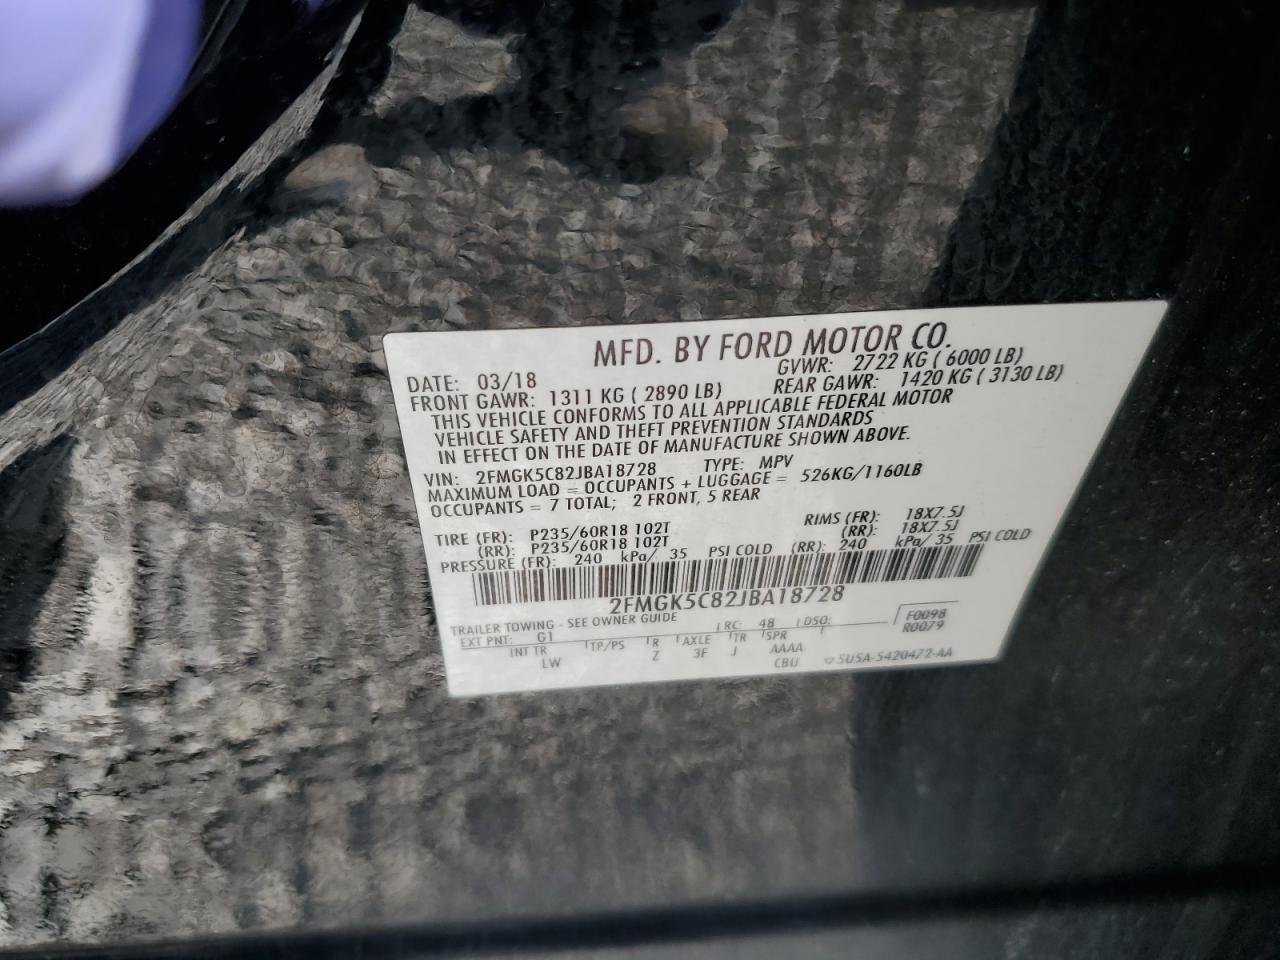 MFD. BY FORD MOTOR CO.
DATE: 03/18 GVWR: 2722 KG ( 6000 LB)
FRONT GAWR: 1311 KG ( 2890 LB) REAR GAWR: 1420 KG ( 3130 LB)
THIS VEHICLE CONFORMS TO ALL APPLICABLE FEDERAL MOTOR
VEHICLE SAFETY AND THEFT PREVENTION STANDARDS
IN EFFECT ON THE DATE OF MANUFACTURE SHOWN ABOVE.
VIN: 2FMGK5C82JBA18728 TYPE: MPV
MAXIMUM LOAD = OCCUPANTS + LUGGAGE = 526KG/1160LB
OCCUPANTS = 7 TOTAL; 2 FRONT, 5 REAR
TIRE (FR): P235/60R18 102T RIMS (FR): 18X7.5J
(RR): P235/60R18 102T (RR): 18X7.5J
PRESSURE (FR): 240 kPa/ 35 PSI COLD (RR): 240 kPa/ 35 PSI COLD
2FMGK5C82JBA18728
TRAILER TOWING - SEE OWNER GUIDE
EXT PNT: G1 RC: 48 DSO: F0098
R0079
INT TR TP/PS R AXLE TR SPR
LW Z 3F J AAAA
CBU 5U5A-5420472-AA